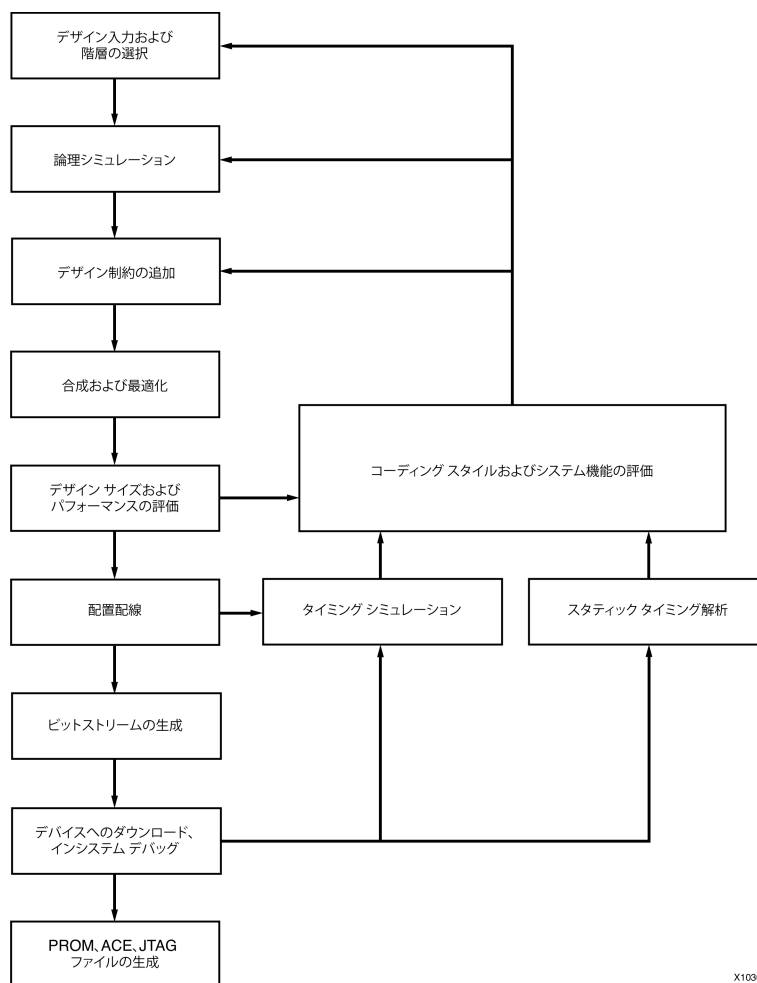 デザイン入力および
階層の選択
論理シミュレーション
デザイン制約の追加
合成および最適化
コーディング スタイルおよびシステム機能の評価
デザイン サイズおよび
パフォーマンスの評価
配置配線
タイミング シミュレーション
スタティック タイミング解析
ビットストリームの生成
デバイスへのダウンロード、
インシステム デバッグ
PROM、ACE、JTAG
ファイルの生成